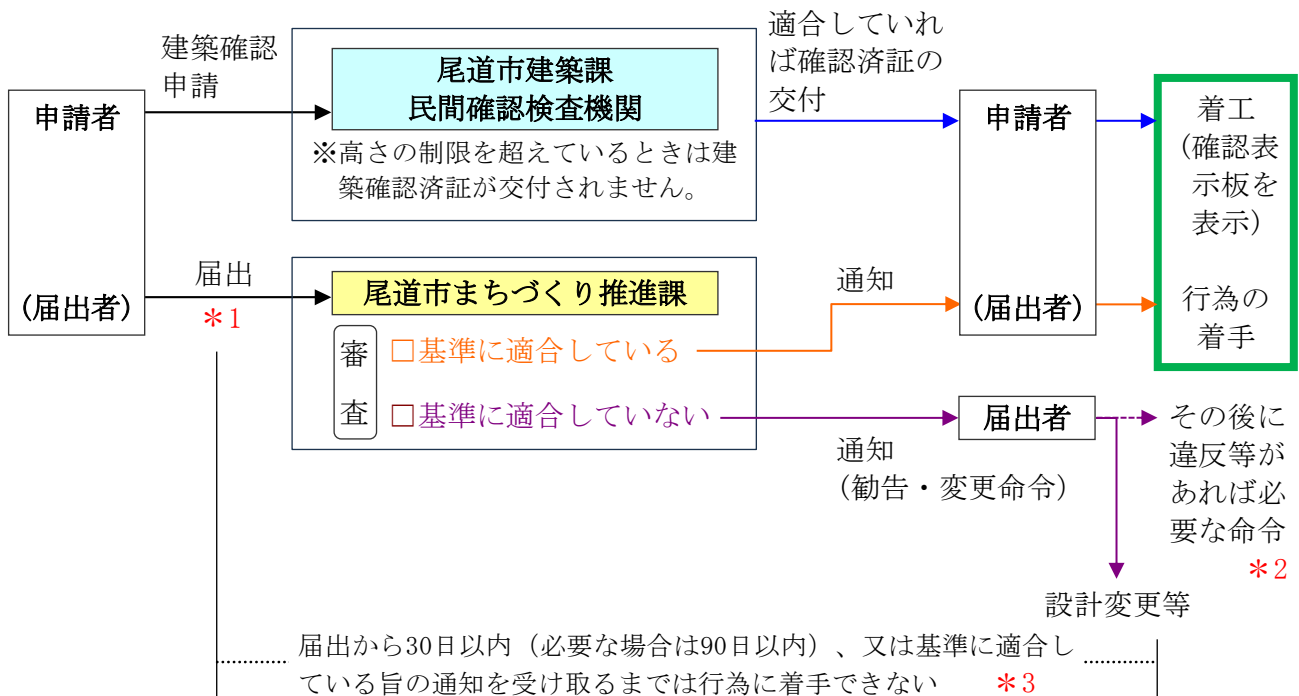 建築確認
申請
尾道市建築課
民間確認検査機関
※高さの制限を超えているときは建
築確認済証が交付されません。
適合していれ
ば確認済証の
交付
申請者
(届出者)
申請者
(届出者)
着工
(確認表
示板を
表示)
行為の
着手
届出
＊1
尾道市まちづくり推進課
審
査
□基準に適合している
□基準に適合していない
通知
通知
(勧告・変更命令)
届出者
その後に
違反等が
あれば必
要な命令
＊2
設計変更等
届出から30日以内（必要な場合は90日以内）、又は基準に適合し
ている旨の通知を受け取るまでは行為に着手できない
＊3